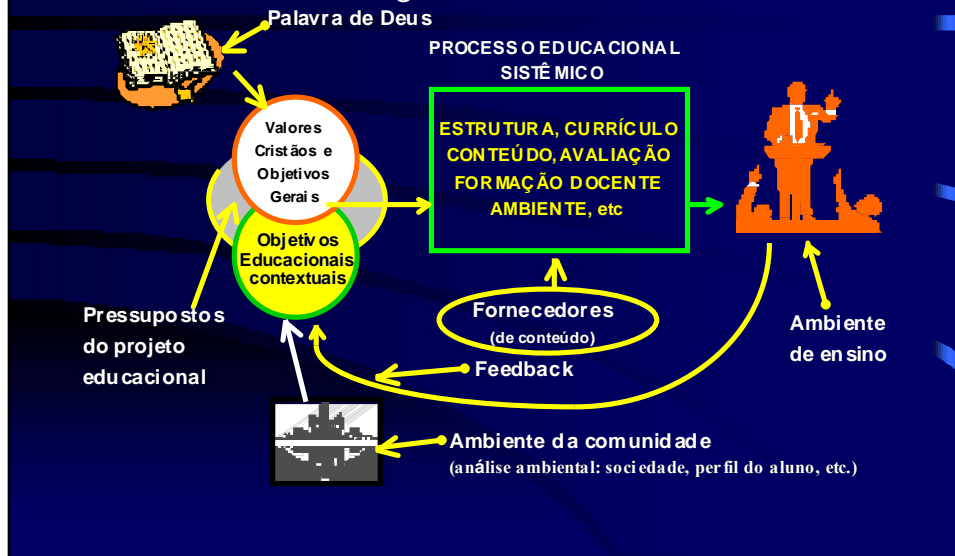 Palavra de Deus
PROCESSO EDUCACIONAL
SISTÊMICO
Valores
Cristãos e
Objetivos
Gerais
ESTRUTURA, CURRÍCULO
CONTEÚDO, AVALIAÇÃO
FORMAÇÃO DOCENTE
AMBIENTE, etc
Objetivos
Educacionais
contextuais
Pressupostos
do projeto
educacional
Fornecedores
(de conteúdo)
Ambiente
de ensino
Feedback
Ambiente da comunidade
(análise ambiental: sociedade, perfil do aluno, etc.)